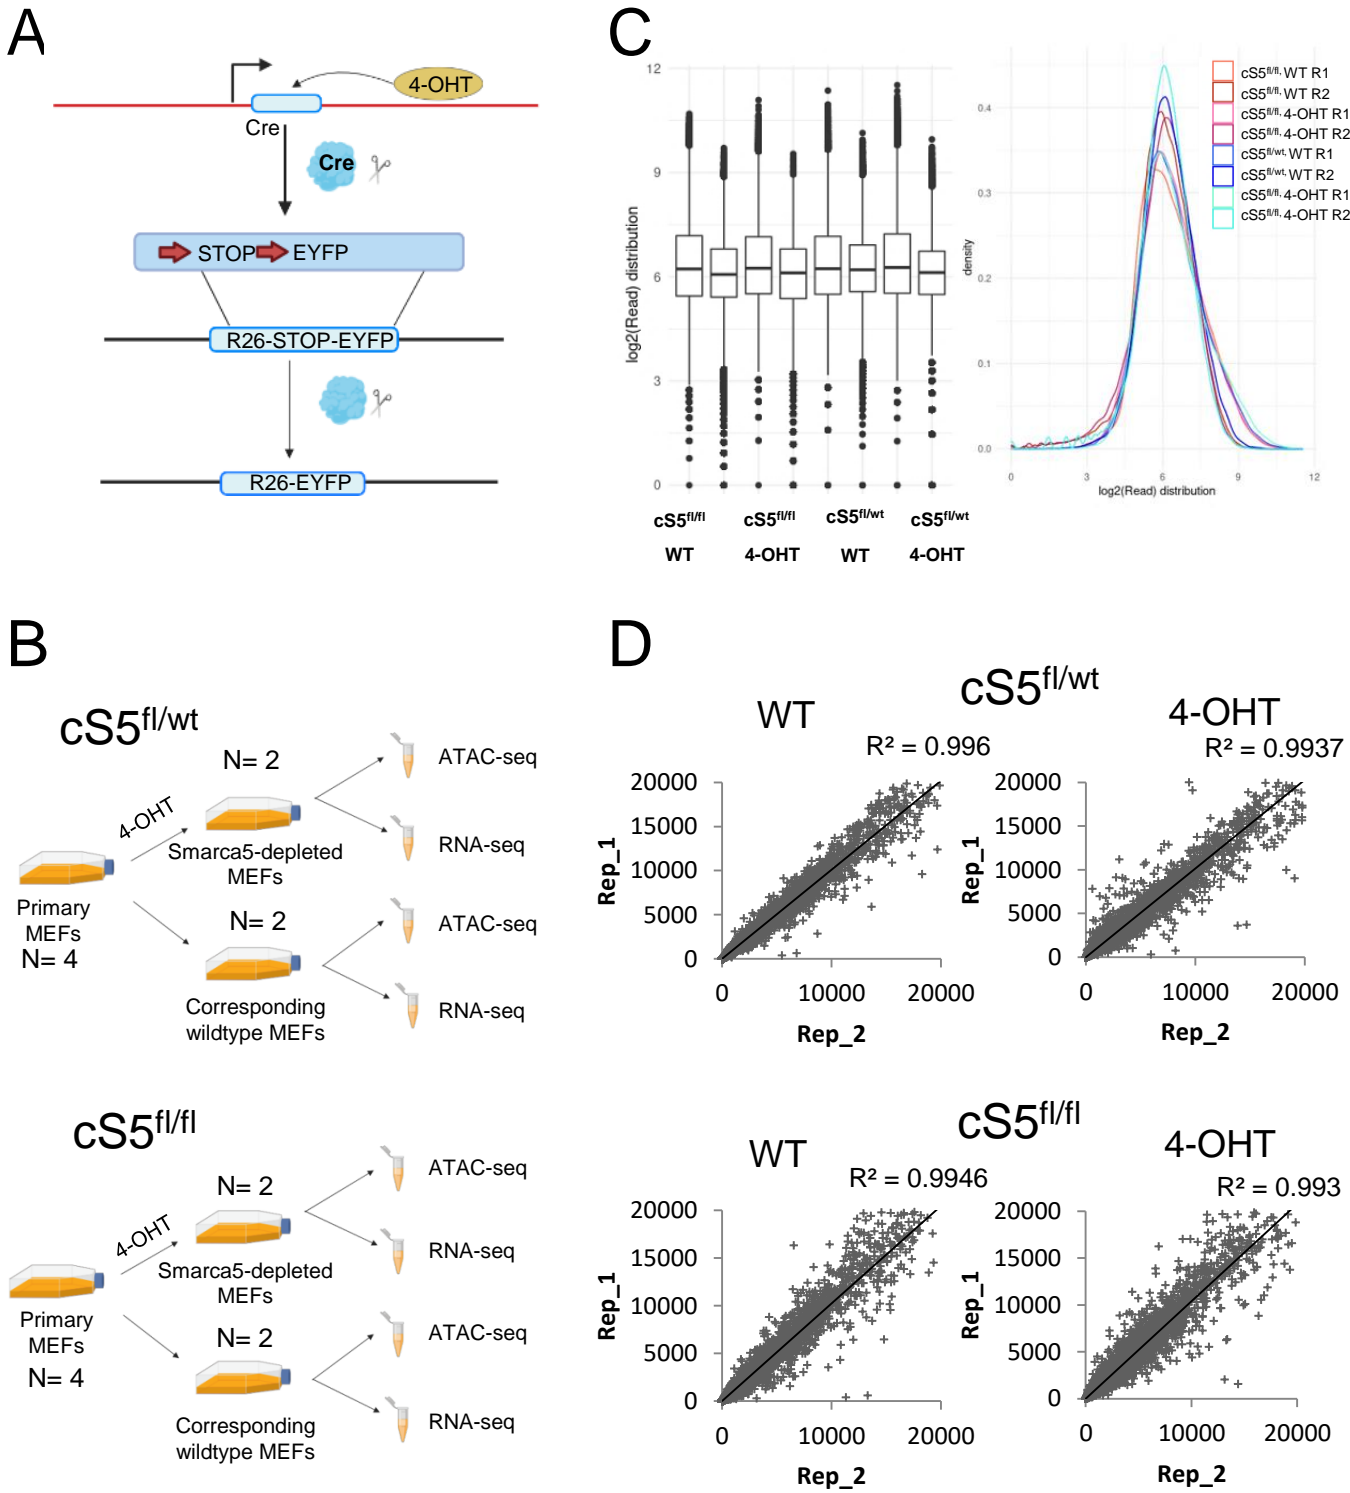 A
4-OHT
Cre
Cre
STOP
EYFP
R26-STOP-EYFP
R26-EYFP
C
12
9
6
3
0
log2(Read) distribution
cS5fl/fl
cS5fl/fl
cS5fl/wt
cS5fl/wt
WT
4-OHT
WT
4-OHT
0.4
0.3
0.2
0.1
0.0
density
0
3
6
9
12
log2(Read) distribution
cS5fl/fl, WT R1
cS5fl/fl, WT R2
cS5fl/fl, 4-OHT R1
cS5fl/fl, 4-OHT R2
cS5fl/wt, WT R1
cS5fl/wt, WT R2
cS5fl/fl, 4-OHT R1
cS5fl/fl, 4-OHT R2
B
cS5fl/wt
N= 2
ATAC-seq
4-OHT
RNA-seq
Smarca5-depleted
MEFs
Primary
MEFs
N= 4
N= 2
ATAC-seq
RNA-seq
Corresponding
wildtype MEFs
cS5fl/fl
N= 2
ATAC-seq
4-OHT
RNA-seq
Smarca5-depleted
MEFs
Primary
MEFs
N= 4
N= 2
ATAC-seq
RNA-seq
Corresponding
wildtype MEFs
D
cS5fl/wt
WT
R² = 0.996
20000
15000
10000
5000
0
Rep_1
0
10000
20000
Rep_2
4-OHT
R² = 0.9937
20000
15000
10000
5000
0
Rep_1
0
10000
20000
Rep_2
cS5fl/fl
WT
R² = 0.9946
20000
15000
10000
5000
0
Rep_1
0
10000
20000
Rep_2
4-OHT
R² = 0.993
20000
15000
10000
5000
0
Rep_1
0
10000
20000
Rep_2